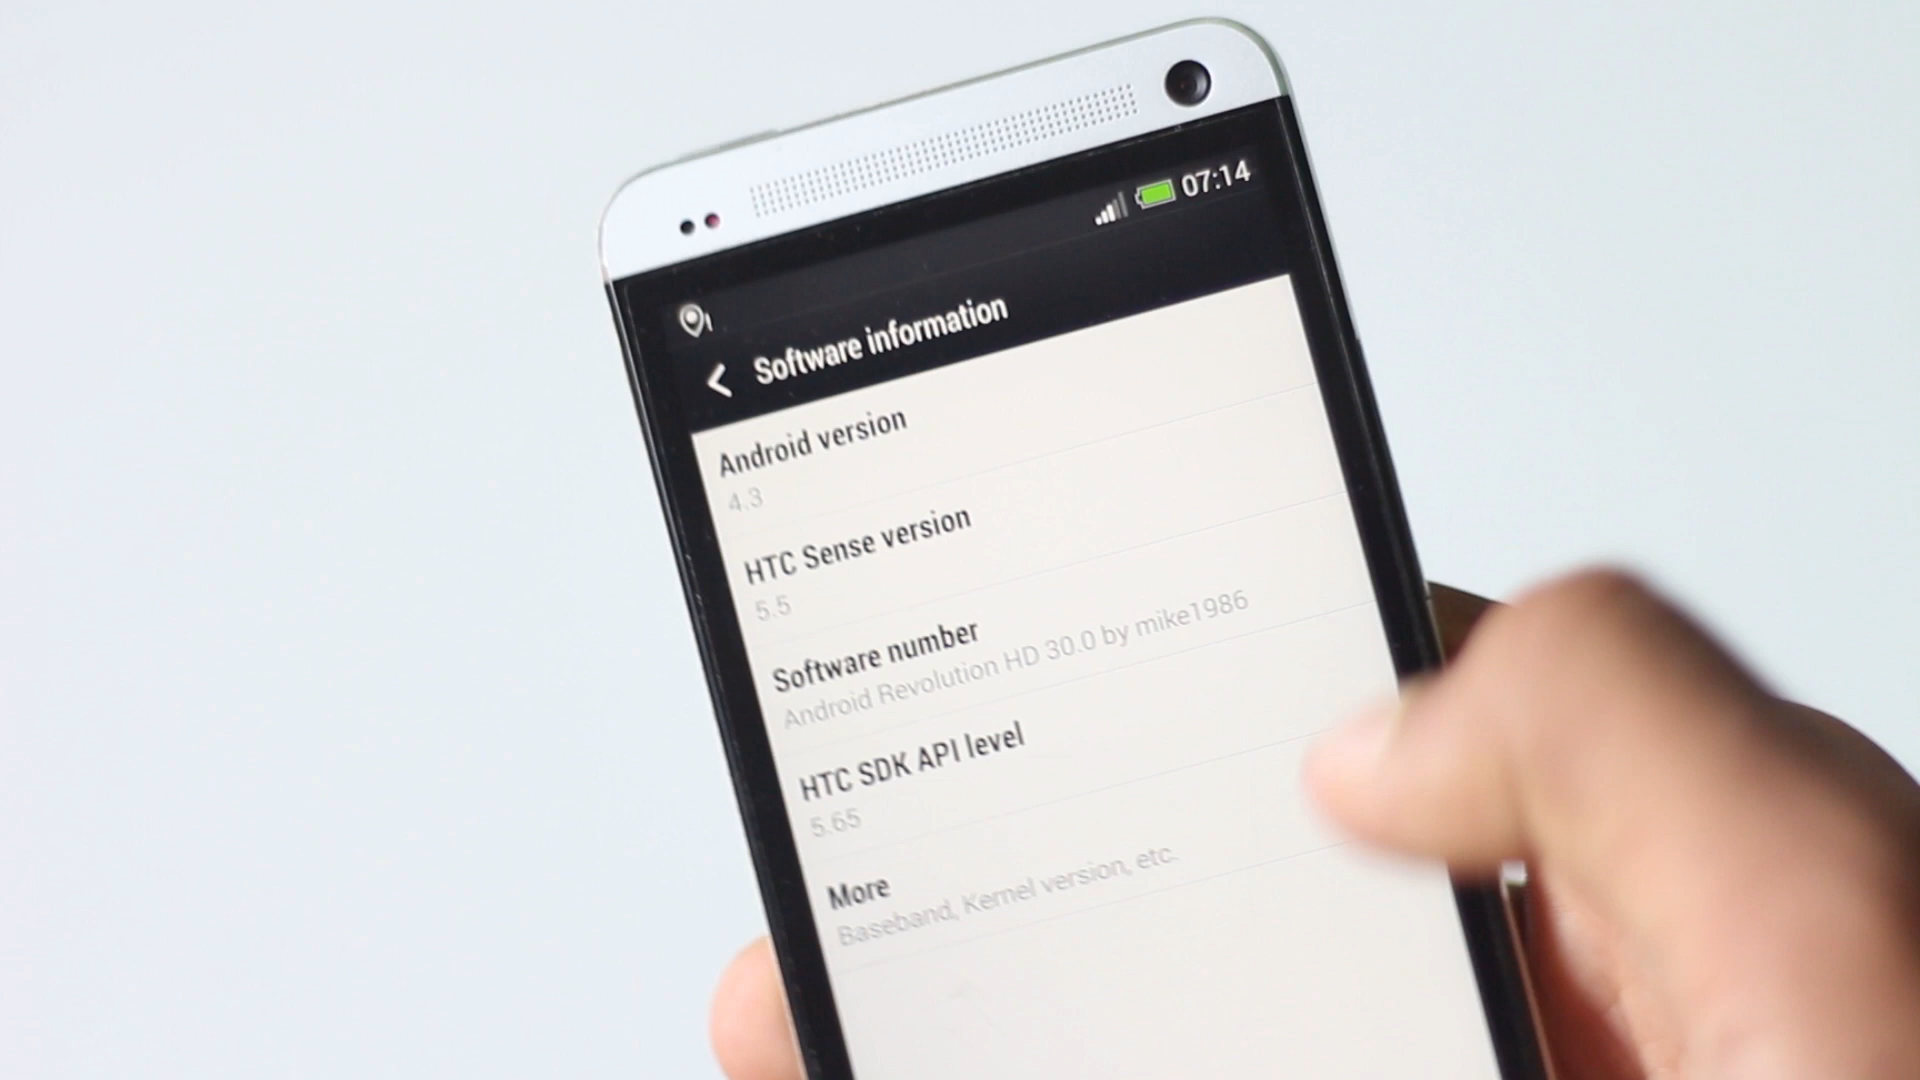 07:14
Software information
Android version
4.3
HTC Sense version
5.5
Software number
Android Revolution HD 30.0 by mike1986
HTC SDK API level
5.65
More
Baseband, Kernel version, etc.